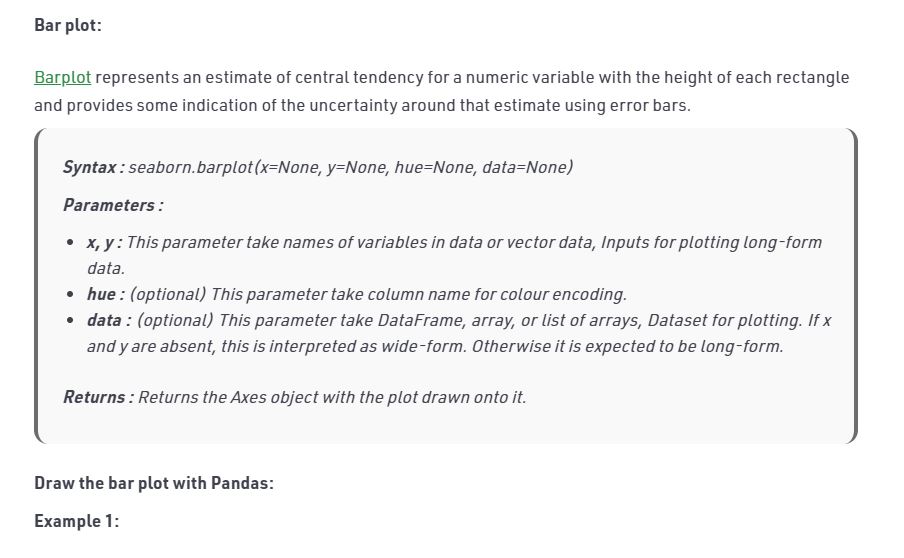 Bar plot:
Barplot represents an estimate of central tendency for a numeric variable with the height of each rectangle
and provides some indication of the uncertainty around that estimate using error bars.
Syntax : seaborn.barplot(x=None, y=None, hue=None, data=None)
Parameters :
• x, y : This parameter take names of variables in data or vector data, Inputs for plotting long-form
data.
• hue : (optional) This parameter take column name for colour encoding.
• data : (optional) This parameter take DataFrame, array, or list of arrays, Dataset for plotting. If x
and y are absent, this is interpreted as wide-form. Otherwise it is expected to be long-form.
Returns : Returns the Axes object with the plot drawn onto it.
Draw the bar plot with Pandas:
Example 1: